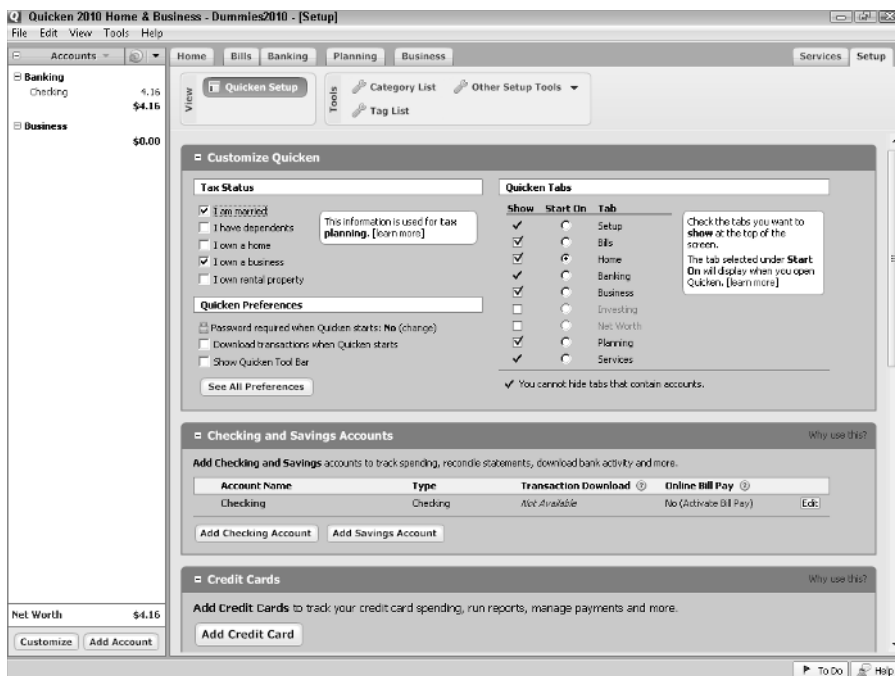 Quicken 2010 Home & Business - Dummies2010 - [Setup]
File Edit View Tools Help
Accounts
Home Bills Banking Planning Business Services Setup
Banking
Checking 4.16
$4.16
Business
$0.00
View
Quicken Setup
Tools
Category List Other Setup Tools
Tag List
Customize Quicken
Tax Status
I am married
I have dependents
I own a home
I own a business
I own rental property
This information is used for tax
planning. [learn more]
Quicken Preferences
Password required when Quicken starts: No (change)
Download transactions when Quicken starts
Show Quicken Tool Bar
See All Preferences
Quicken Tabs
Show Start On Tab
Setup
Bills
Home
Banking
Business
Investing
Net Worth
Planning
Services
You cannot hide tabs that contain accounts.
Check the tabs you want to
show at the top of the
screen.
The tab selected under Start
On will display when you open
Quicken. [learn more]
Checking and Savings Accounts Why use this?
Add Checking and Savings accounts to track spending, reconcile statements, download bank activity and more.
Account Name Type Transaction Download ? Online Bill Pay ?
Checking Checking Not Available No (Activate Bill Pay) Edit
Add Checking Account Add Savings Account
Credit Cards Why use this?
Add Credit Cards to track your credit card spending, run reports, manage payments and more.
Add Credit Card
Net Worth $4.16
Customize Add Account
To Do Help